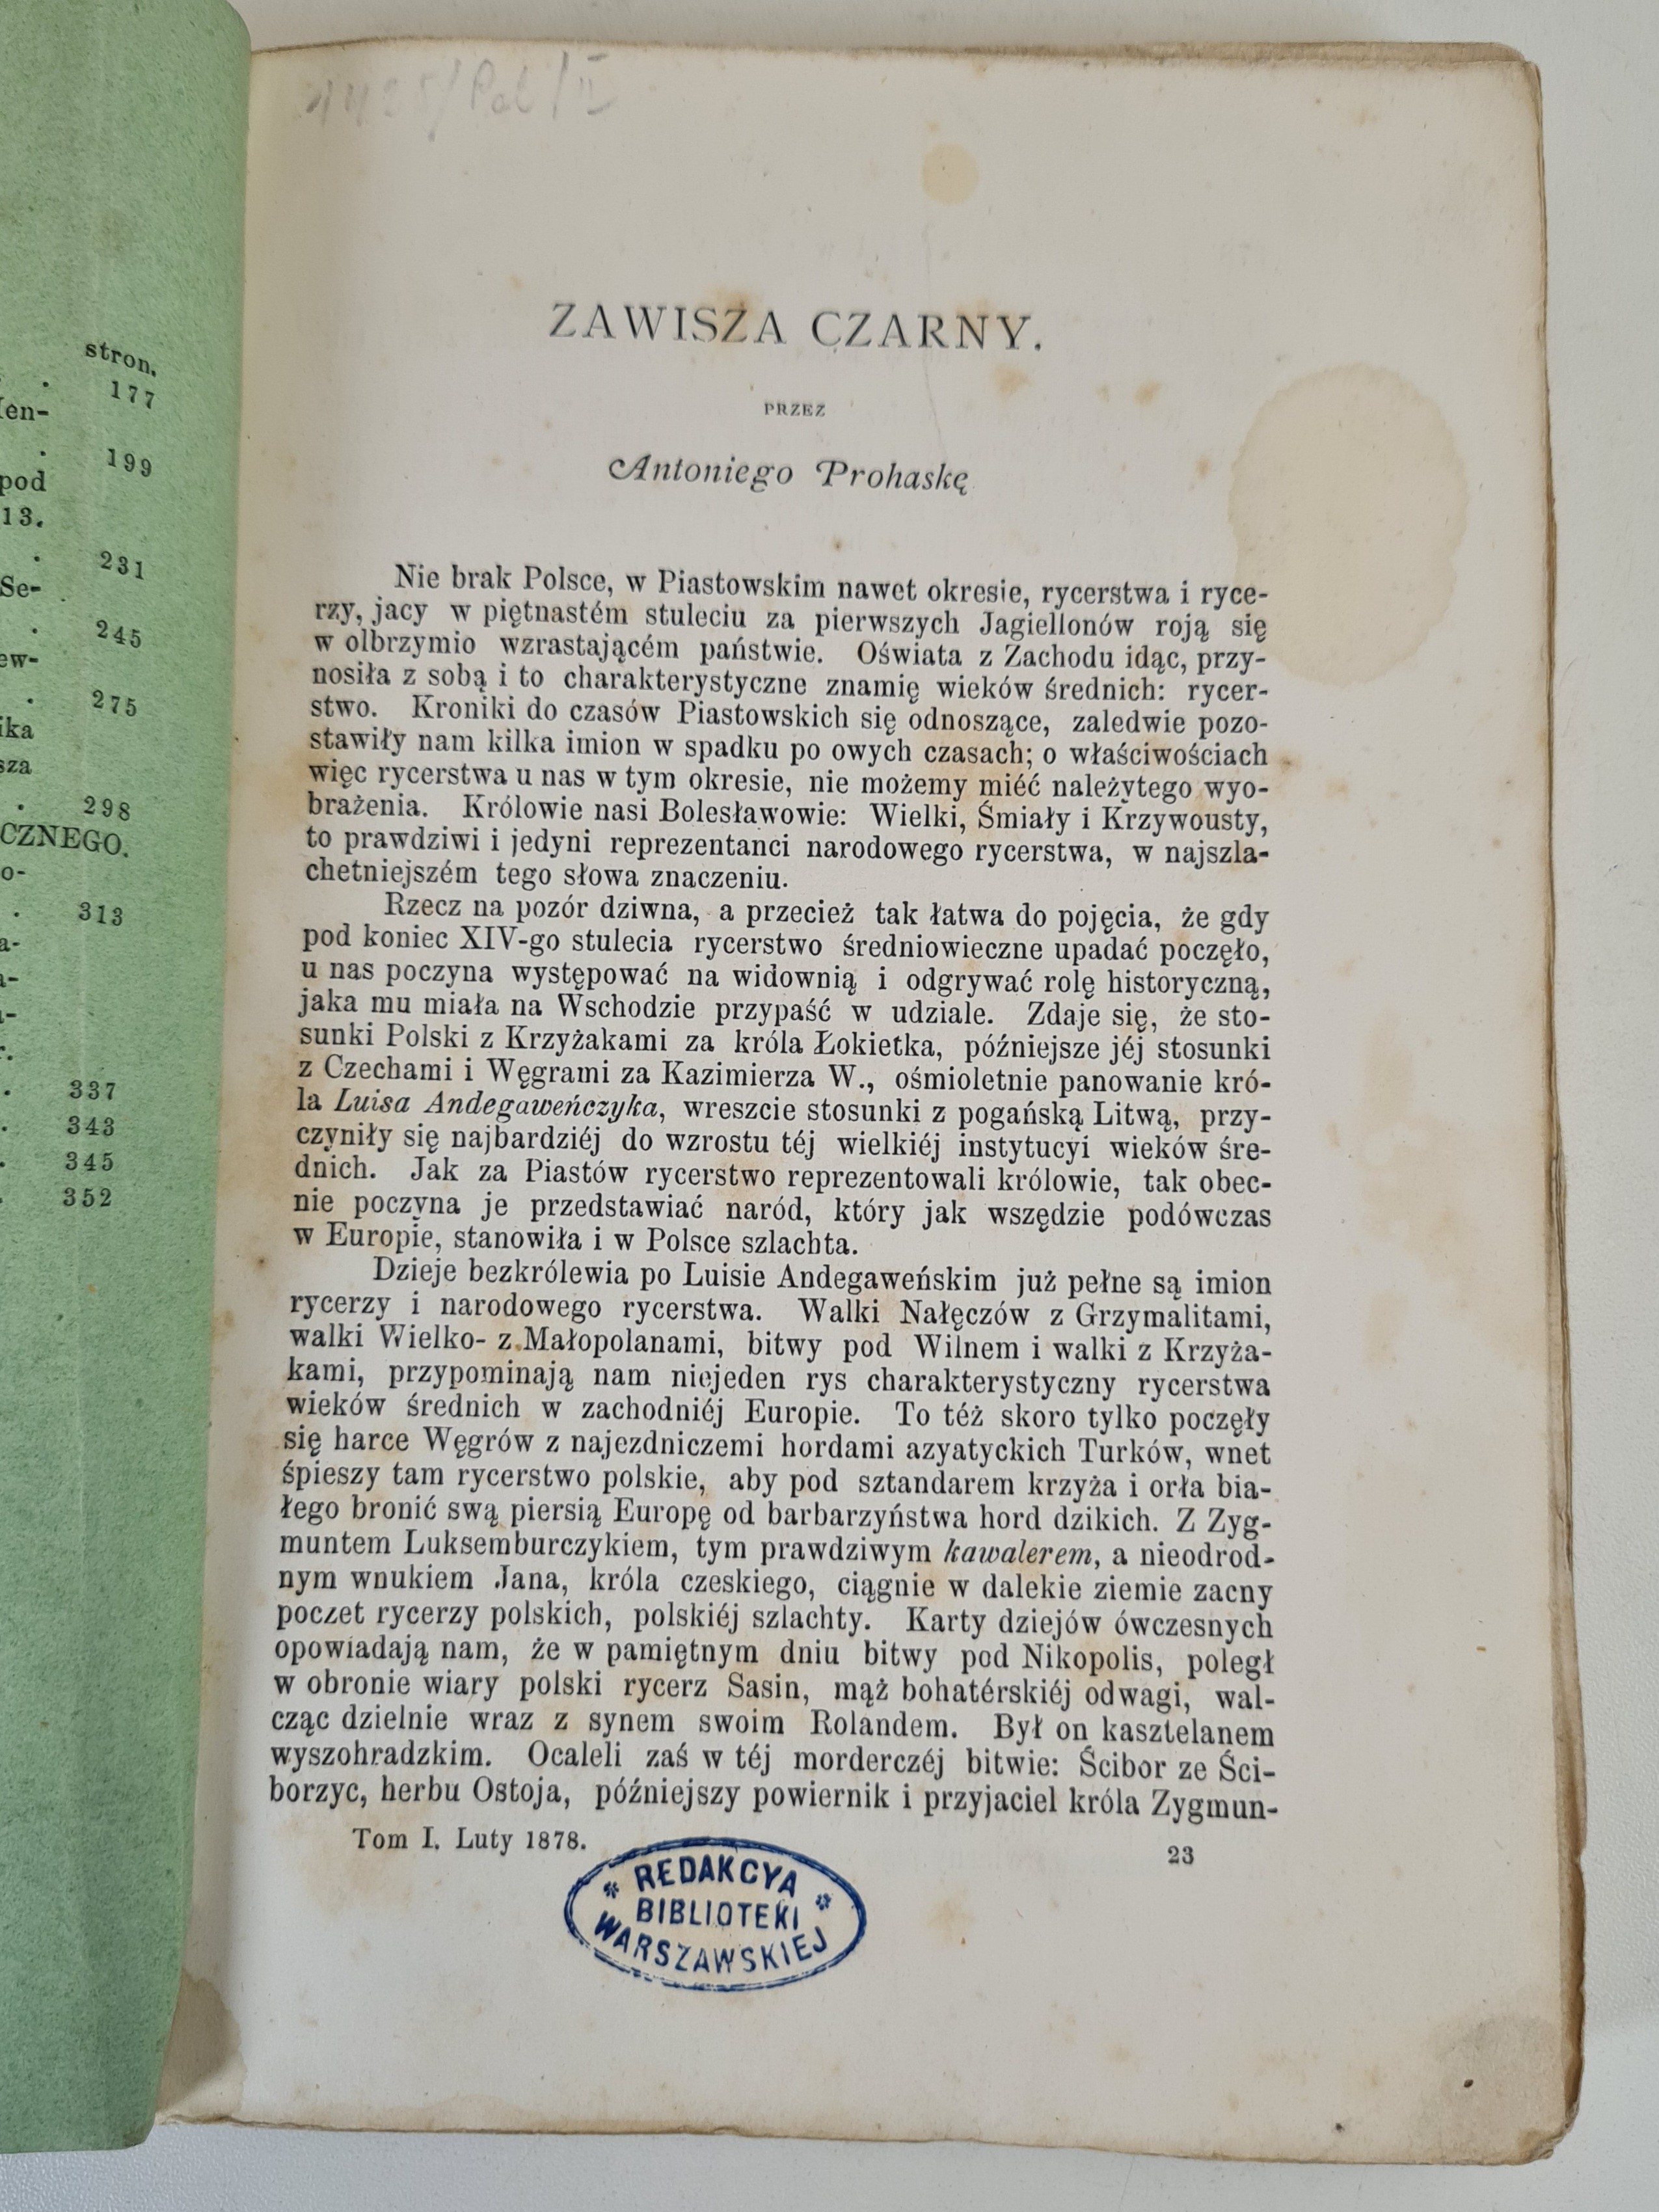 stron.
177
en-
199
pod
13.
231
Se-
245
ew-
275
ika
sza
298
CZNEGO.
o-
313
a-
a-
337
343
345
352
ZAWISZA CZARNY.
PRZEZ
Antoniego Prohaskę
Nie brak Polsce, w Piastowskim nawet okresie, rycerstwa i ryce-
rzy, jacy w piętnastém stuleciu za pierwszych Jagiellonów roją się
w olbrzymio wzrastającém państwie. Oświata z Zachodu idąc, przy-
nosiła z sobą i to charakterystyczne znamię wieków średnich: rycer-
stwo. Kroniki do czasów Piastowskich się odnoszące, zaledwie pozo-
stawiły nam kilka imion w spadku po owych czasach; o właściwościach
więc rycerstwa u nas w tym okresie, nie możemy miéć należytego wyo-
brażenia. Królowie nasi Bolesławowie: Wielki, Śmiały i Krzywousty,
to prawdziwi i jedyni reprezentanci narodowego rycerstwa, w najszla-
chetniejszém tego słowa znaczeniu.
Rzecz na pozór dziwna, a przecież tak łatwa do pojęcia, że gdy
pod koniec XIV-go stulecia rycerstwo średniowieczne upadać poczęło,
u nas poczyna występować na widownią i odgrywać rolę historyczną,
jaka mu miała na Wschodzie przypaść w udziale. Zdaje się, że sto-
sunki Polski z Krzyżakami za króla Łokietka, późniejsze jéj stosunki
z Czechami i Węgrami za Kazimierza W., ośmioletnie panowanie kró-
la Luisa Andegaweńczyka, wreszcie stosunki z pogańską Litwą, przy-
czyniły się najbardziéj do wzrostu téj wielkiéj instytucyi wieków śre-
dnich. Jak za Piastów rycerstwo reprezentowali królowie, tak obec-
nie poczyna je przedstawiać naród, który jak wszędzie podówczas
w Europie, stanowiła i w Polsce szlachta.
Dzieje bezkrólewia po Luisie Andegaweńskim już pełne są imion
rycerzy i narodowego rycerstwa. Walki Nałęczów z Grzymalitami,
walki Wielko- z Małopolanami, bitwy pod Wilnem i walki z Krzyża-
kami, przypominają nam niejeden rys charakterystyczny rycerstwa
wieków średnich w zachodniéj Europie. To téż skoro tylko poczęły
się harce Węgrów z najezdniczemi hordami azyatyckich Turków, wnet
śpieszy tam rycerstwo polskie, aby pod sztandarem krzyża i orła bia-
łego bronić swą piersią Europę od barbarzyństwa hord dzikich. Z Zyg-
muntem Luksemburczykiem, tym prawdziwym kawalerem, a nieodrod-
nym wnukiem Jana, króla czeskiego, ciągnie w dalekie ziemie zacny
poczet rycerzy polskich, polskiéj szlachty. Karty dziejów ówczesnych
opowiadają nam, że w pamiętnym dniu bitwy pod Nikopolis, poległ
w obronie wiary polski rycerz Sasin, mąż bohatérskiéj odwagi, wal-
cząc dzielnie wraz z synem swoim Rolandem. Był on kasztelanem
wyszohradzkim. Ocaleli zaś w téj morderczéj bitwie: Ścibor ze Ści-
borzyc, herbu Ostoja, późniejszy powiernik i przyjaciel króla Zygmun-
Tom I. Luty 1878.
23
REDAKCYA
BIBLIOTEKI
WARSZAWSKIEJ